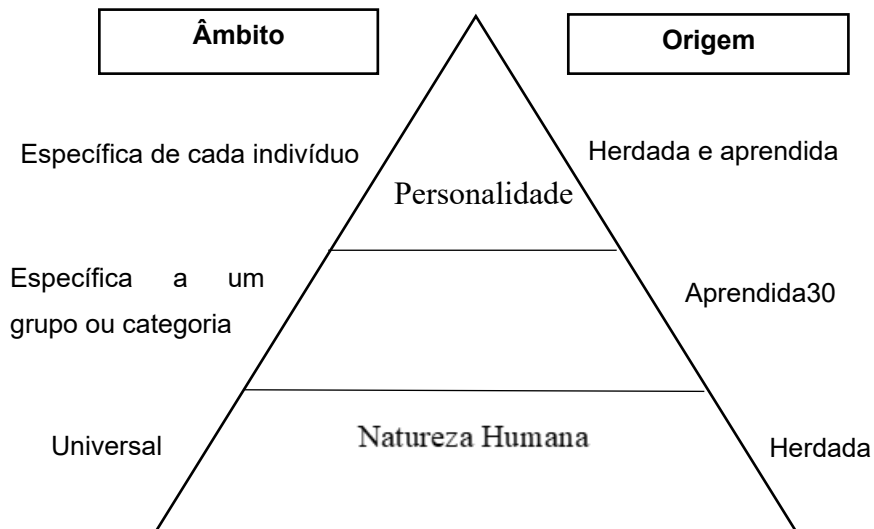 Âmbito
Origem
Específica de cada indivíduo
Herdada e aprendida
Personalidade
Específica a um
grupo ou categoria
Aprendida30
Universal
Natureza Humana
Herdada